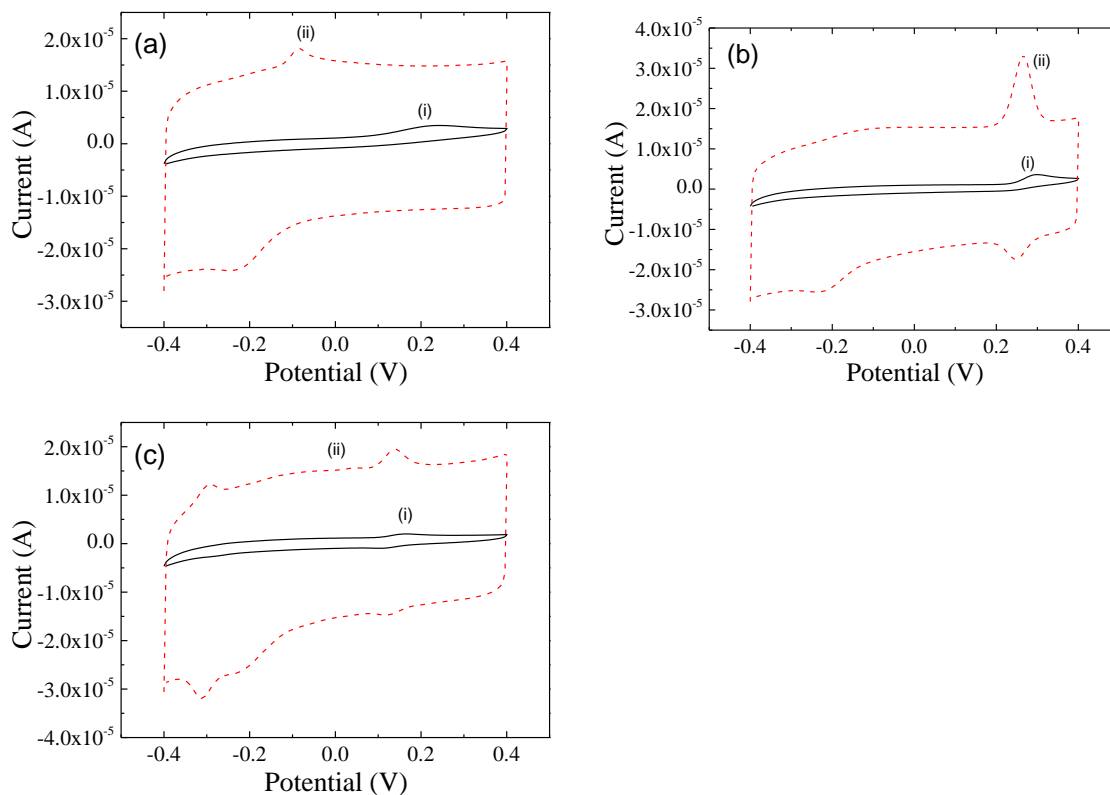 (a)
(ii)
(i)
2.0x10⁻⁵
1.0x10⁻⁵
0.0
-1.0x10⁻⁵
-2.0x10⁻⁵
-3.0x10⁻⁵
Current (A)
-0.4 -0.2 0.0 0.2 0.4
Potential (V)
(b)
(ii)
(i)
4.0x10⁻⁵
3.0x10⁻⁵
2.0x10⁻⁵
1.0x10⁻⁵
0.0
-1.0x10⁻⁵
-2.0x10⁻⁵
-3.0x10⁻⁵
Current (A)
-0.4 -0.2 0.0 0.2 0.4
Potential (V)
(c)
(ii)
(i)
2.0x10⁻⁵
1.0x10⁻⁵
0.0
-1.0x10⁻⁵
-2.0x10⁻⁵
-3.0x10⁻⁵
-4.0x10⁻⁵
Current (A)
-0.4 -0.2 0.0 0.2 0.4
Potential (V)